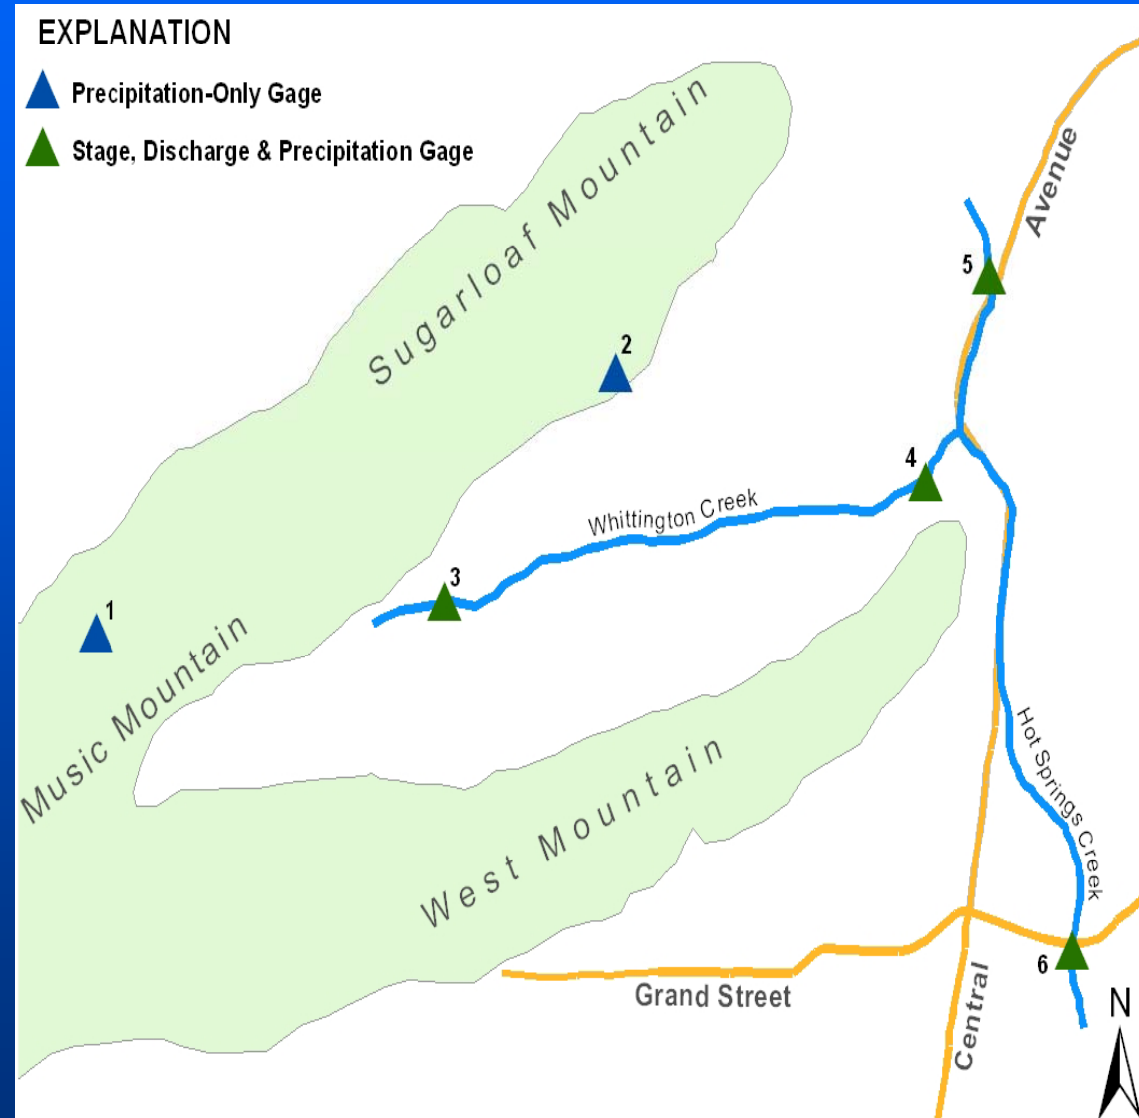 EXPLANATION
Precipitation-Only Gage
Stage, Discharge & Precipitation Gage
Sugarloaf Mountain
Avenue
5
2
4
Whittington Creek
3
1
Music Mountain
West Mountain
Hot Springs Creek
6
Grand Street
Central
N